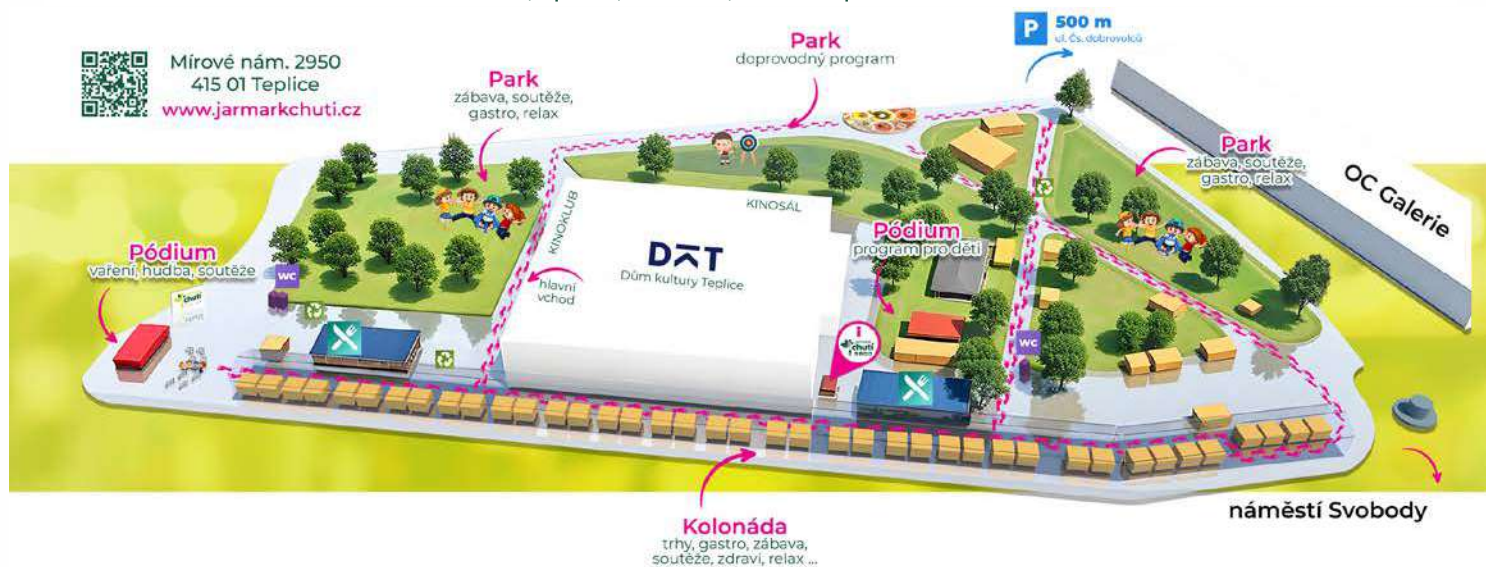 Mírové nám. 2950
415 01 Teplice
www.jarmarkchuti.cz
Park
zábava, soutěže,
gastro, relax
Park
doprovodný program
P
500 m
ul. Čs. dobrovolců
Park
zábava, soutěže,
gastro, relax
OC Galerie
KINOKLUB
KINOSÁL
DKT
Dům kultury Teplice
hlavní
vchod
Pódium
vaření, hudba, soutěže
WC
chutí
Pódium
program pro děti
i
chutí
WC
Kolonáda
trhy, gastro, zábava,
soutěže, zdraví, relax ...
náměstí Svobody